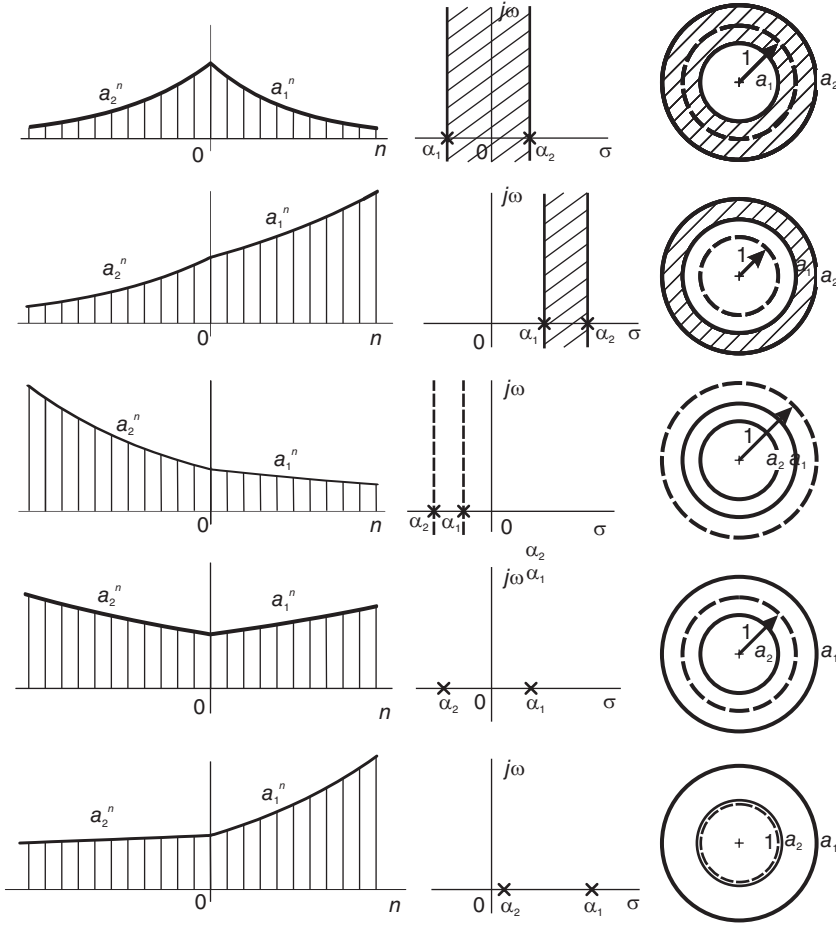 jω
a₂ⁿ a₁ⁿ 1 a₁ a₂
0 n α₁ 0 α₂ σ
jω
a₂ⁿ a₁ⁿ 1 a₁ a₂
0 n 0 α₁ α₂ σ
jω
a₂ⁿ a₁ⁿ 1 a₂ a₁
0 n α₂ α₁ 0 σ
α₂
jω α₁
a₂ⁿ a₁ⁿ 1 a₂ a₁
0 n α₂ 0 α₁ σ
jω
a₂ⁿ a₁ⁿ 1 a₂ a₁
0 n 0 α₂ α₁ σ